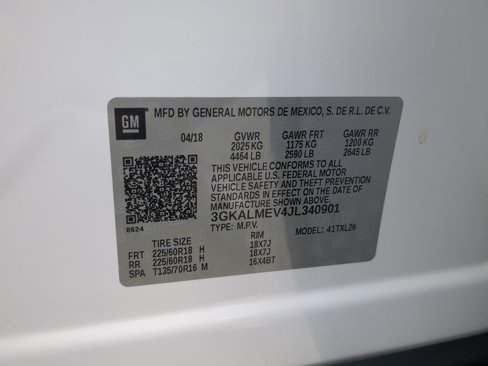 GM
MFD BY GENERAL MOTORS DE MEXICO, S. DE R.L. DE C.V.
04/18 GVWR GAWR FRT GAWR RR
2025 KG 1175 KG 1200 KG
4464 LB 2590 LB 2645 LB
THIS VEHICLE CONFORMS TO ALL
APPLICABLE U.S. FEDERAL MOTOR
VEHICLE SAFETY AND THEFT PREVENTION
STANDARDS IN EFFECT ON THE DATE OF
MANUFACTURE SHOWN ABOVE.
3GKALMEV4JL340901
8624
TYPE: M.P.V. MODEL: 41TXL26
TIRE SIZE RIM
FRT 225/60R18 H 18X7J
RR 225/60R18 H 18X7J
SPA T135/70R16 M 16X4BT